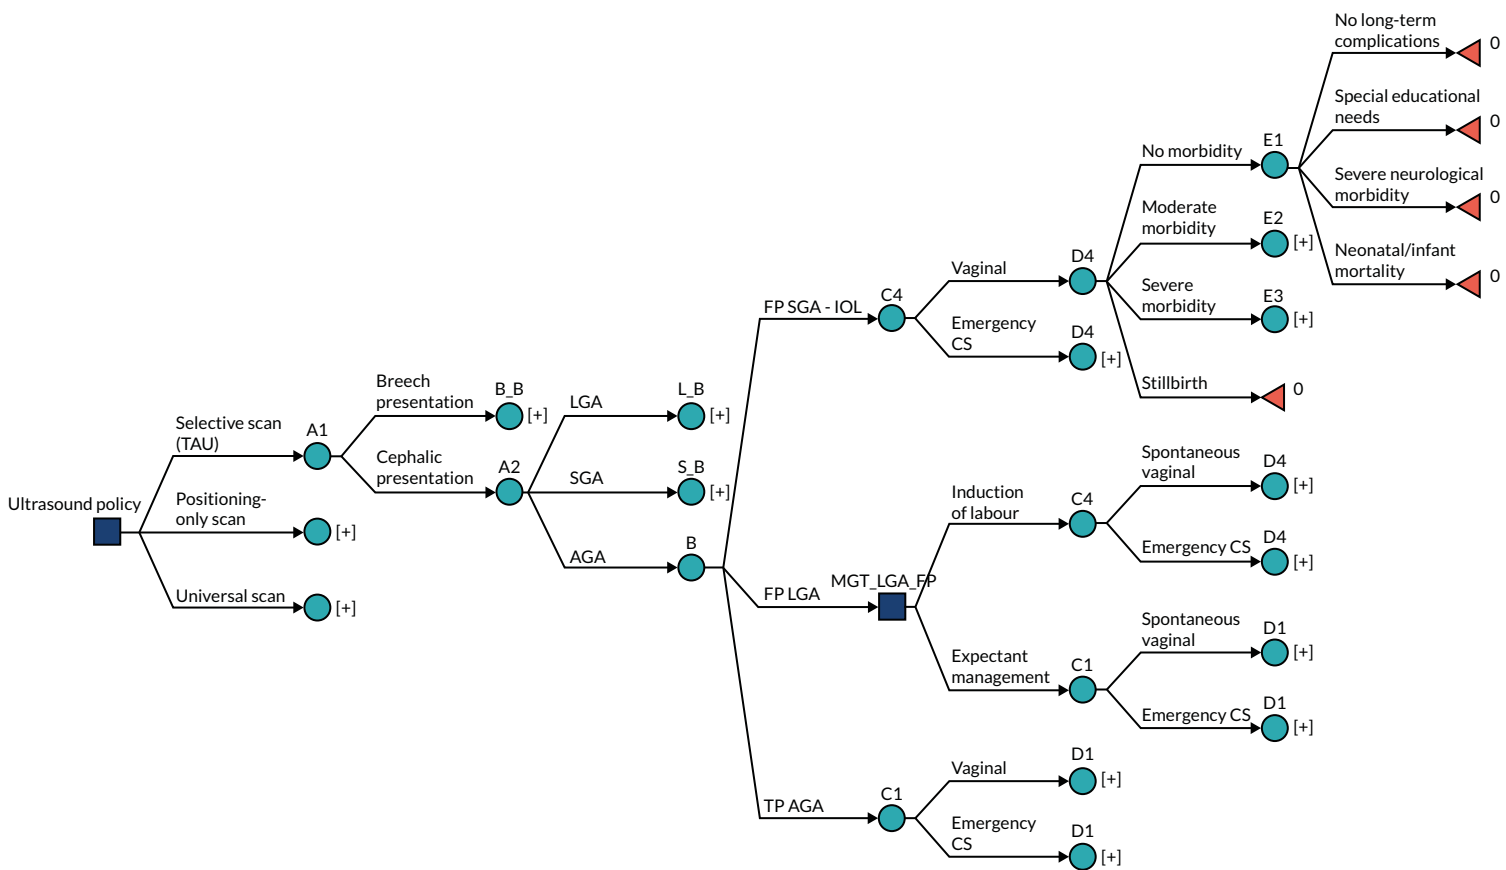 Ultrasound policy
Selective scan
(TAU)
A1
Positioning-
only scan
[+]
Universal scan
[+]
Breech
presentation
B_B
[+]
Cephalic
presentation
A2
LGA
L_B
[+]
SGA
S_B
[+]
AGA
B
FP SGA - IOL
C4
Vaginal
D4
Emergency
CS
D4
[+]
No morbidity
E1
Moderate
morbidity
E2
[+]
Severe
morbidity
E3
[+]
Stillbirth
0
No long-term
complications
0
Special educational
needs
0
Severe neurological
morbidity
0
Neonatal/infant
mortality
0
FP LGA
MGT_LGA_FP
Induction
of labour
C4
Spontaneous
vaginal
D4
[+]
Emergency CS
D4
[+]
Expectant
management
C1
Spontaneous
vaginal
D1
[+]
Emergency CS
D1
[+]
TP AGA
C1
Vaginal
D1
[+]
Emergency
CS
D1
[+]